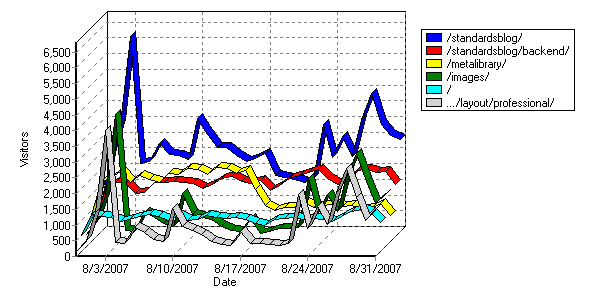 6,500
6,000
5,500
5,000
4,500
4,000
3,500
3,000
2,500
2,000
1,500
1,000
500
0
Visitors
8/3/2007 8/10/2007 8/17/2007 8/24/2007 8/31/2007
Date
/standardsblog/
/standardsblog/backend/
/metalibrary/
/images/
/
.../layout/professional/